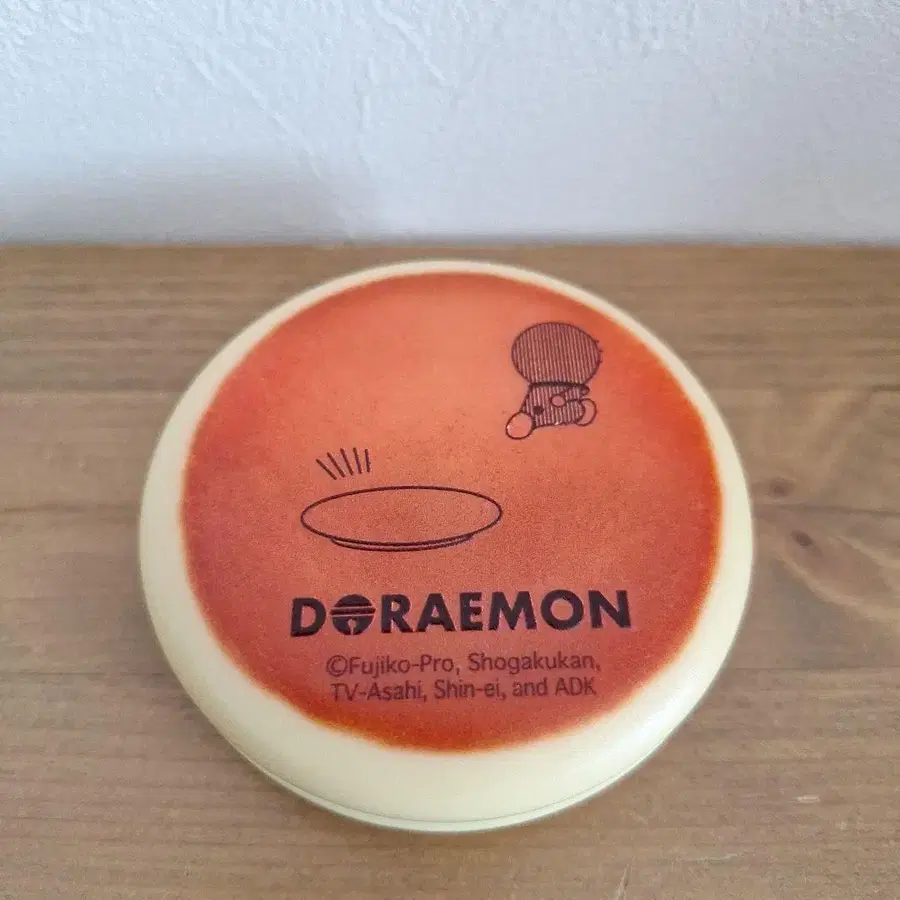 DORAEMON
©Fujiko-Pro, Shogakukan,
TV-Asahi, Shin-ei, and ADK